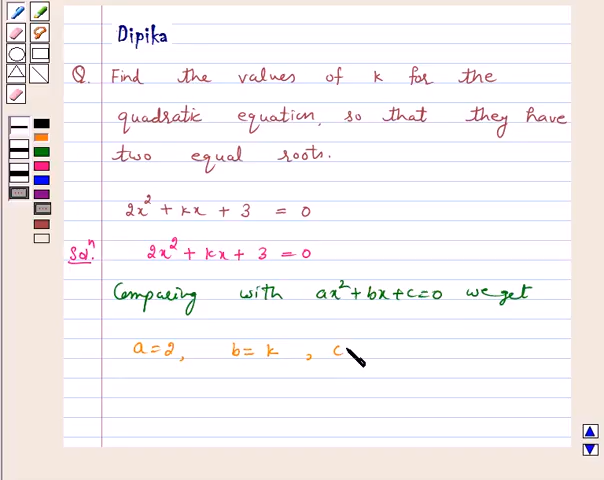 Dipika
Q. Find the values of k for the
quadratic equation, so that they have
two equal roots.
2x² + kx + 3 = 0
Solⁿ. 2x² + kx + 3 = 0
Comparing with ax² + bx + c = 0 we get
a = 2, b = k , c